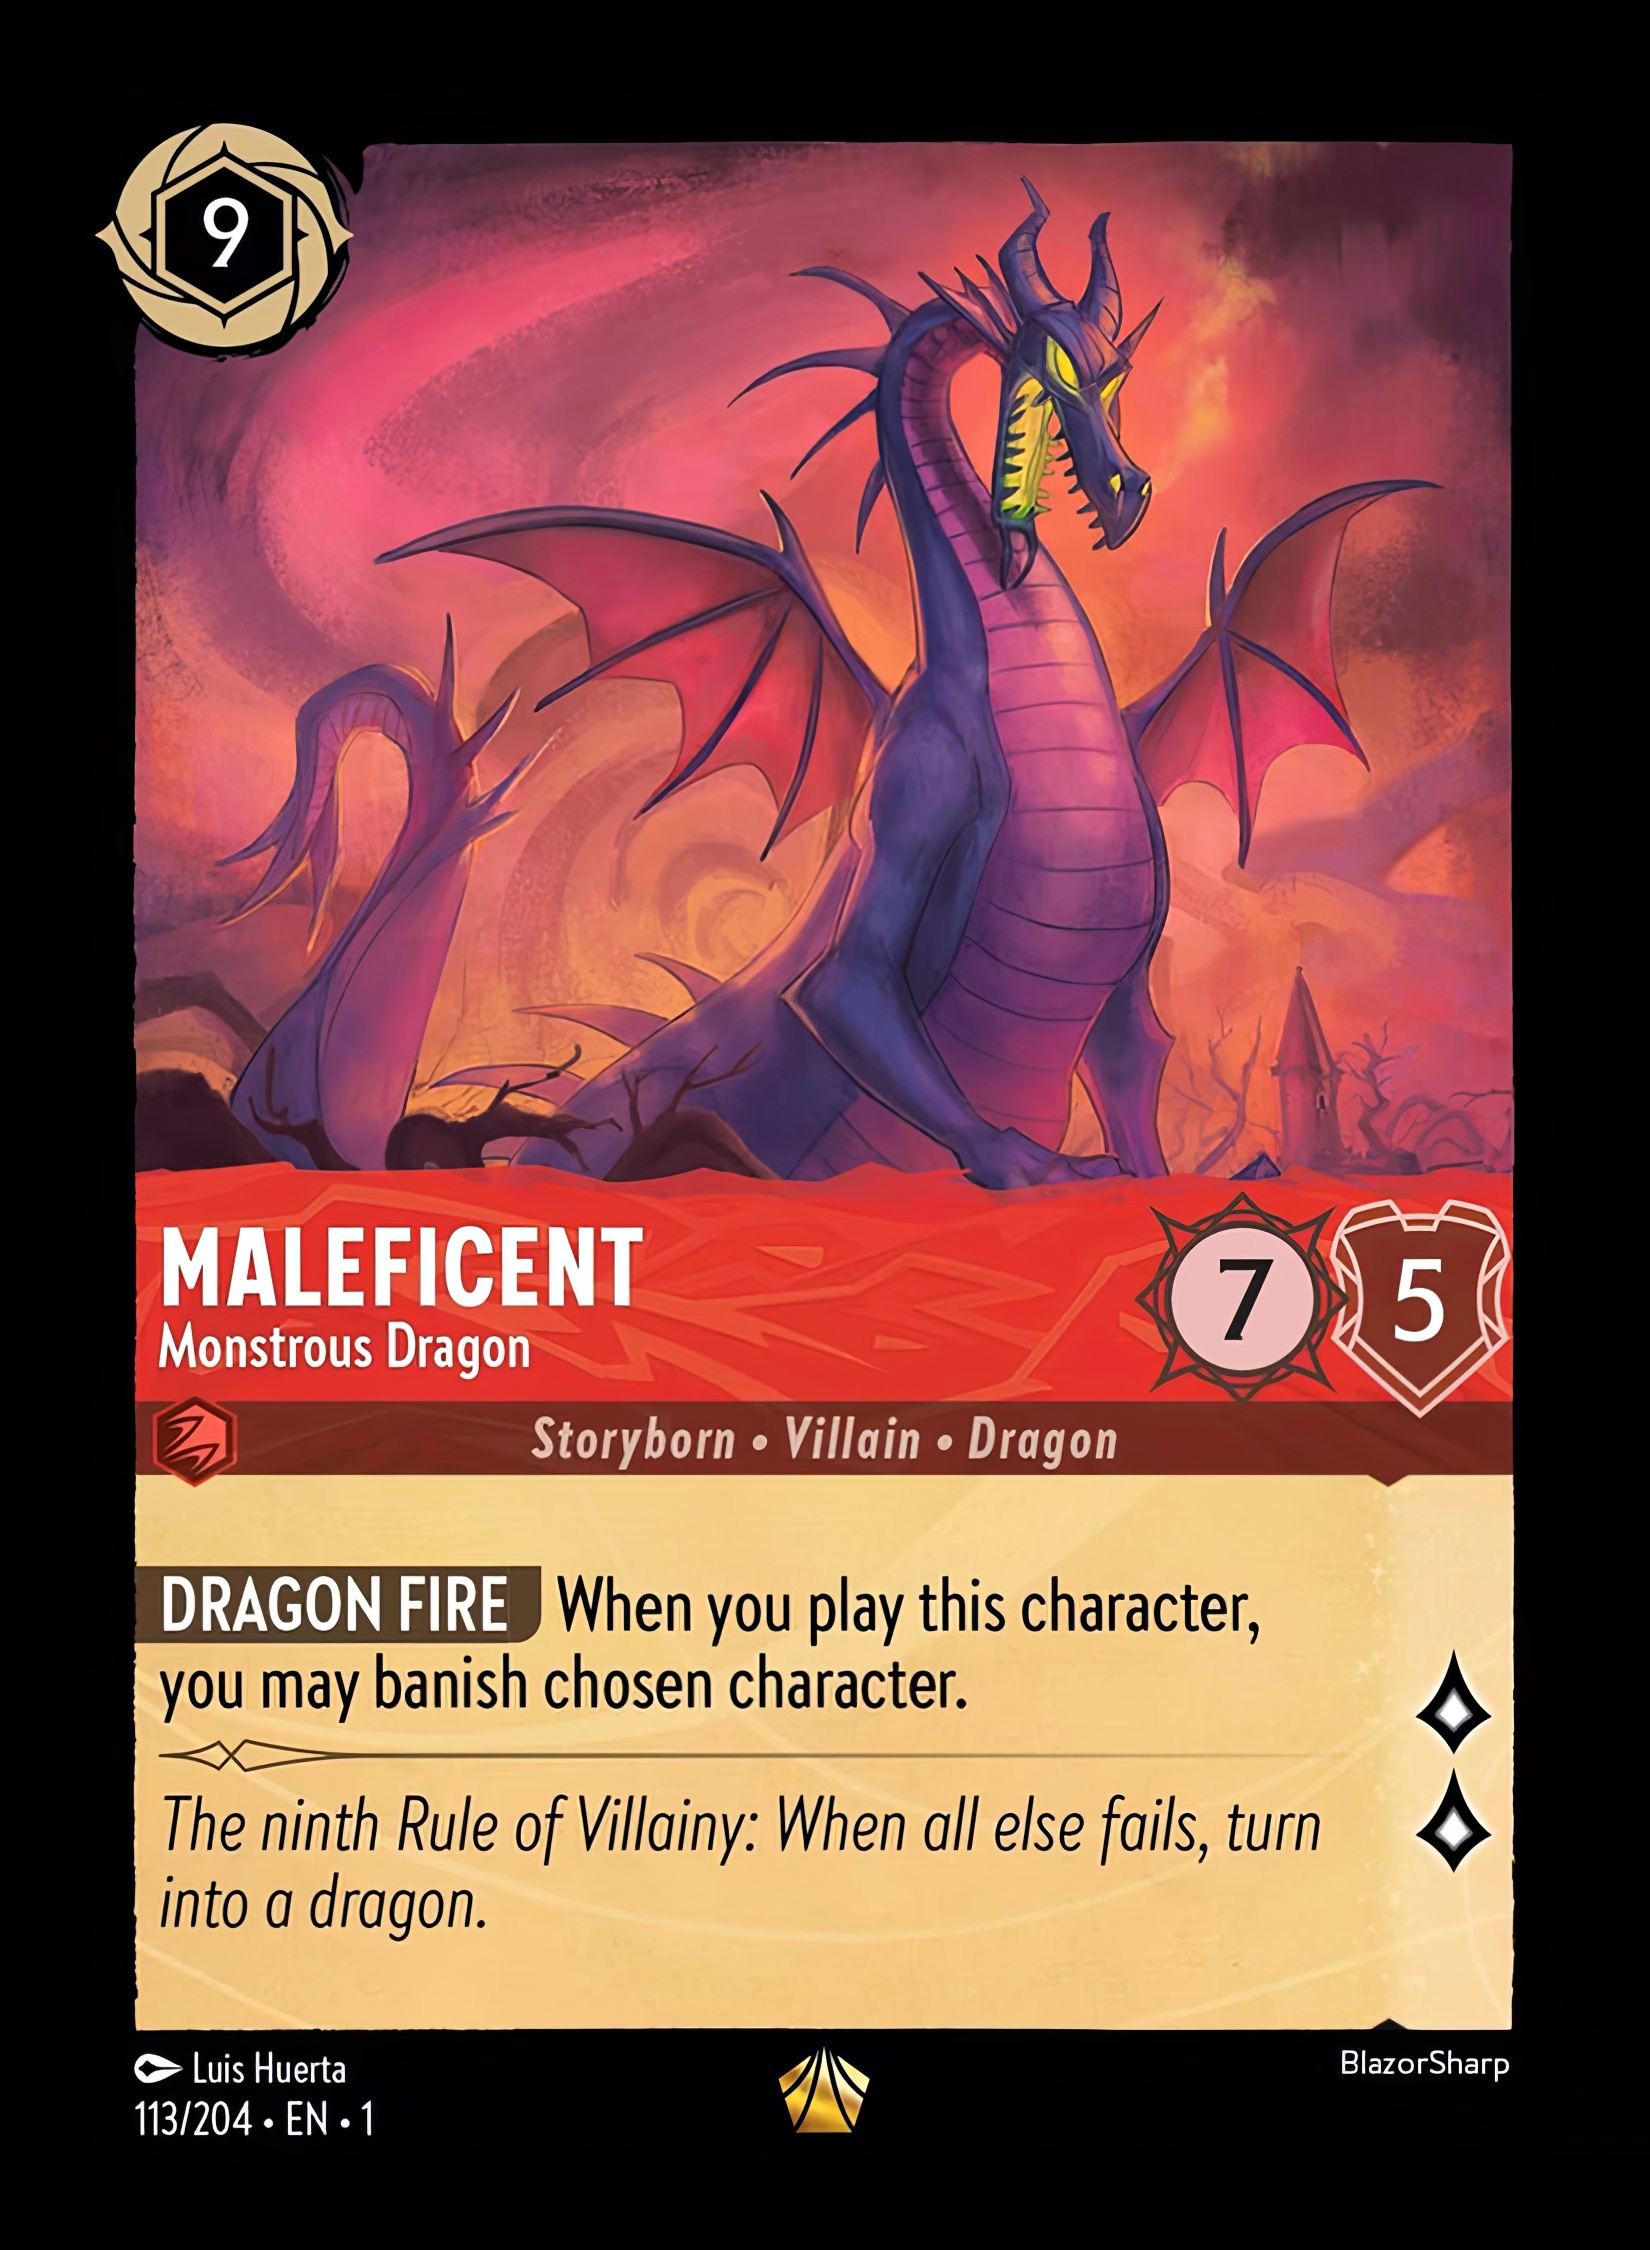 9
MALEFICENT
Monstrous Dragon
7
5
Storyborn • Villain • Dragon
DRAGON FIRE When you play this character,
you may banish chosen character.
The ninth Rule of Villainy: When all else fails, turn
into a dragon.
Luis Huerta
113/204 • EN • 1
BlazorSharp